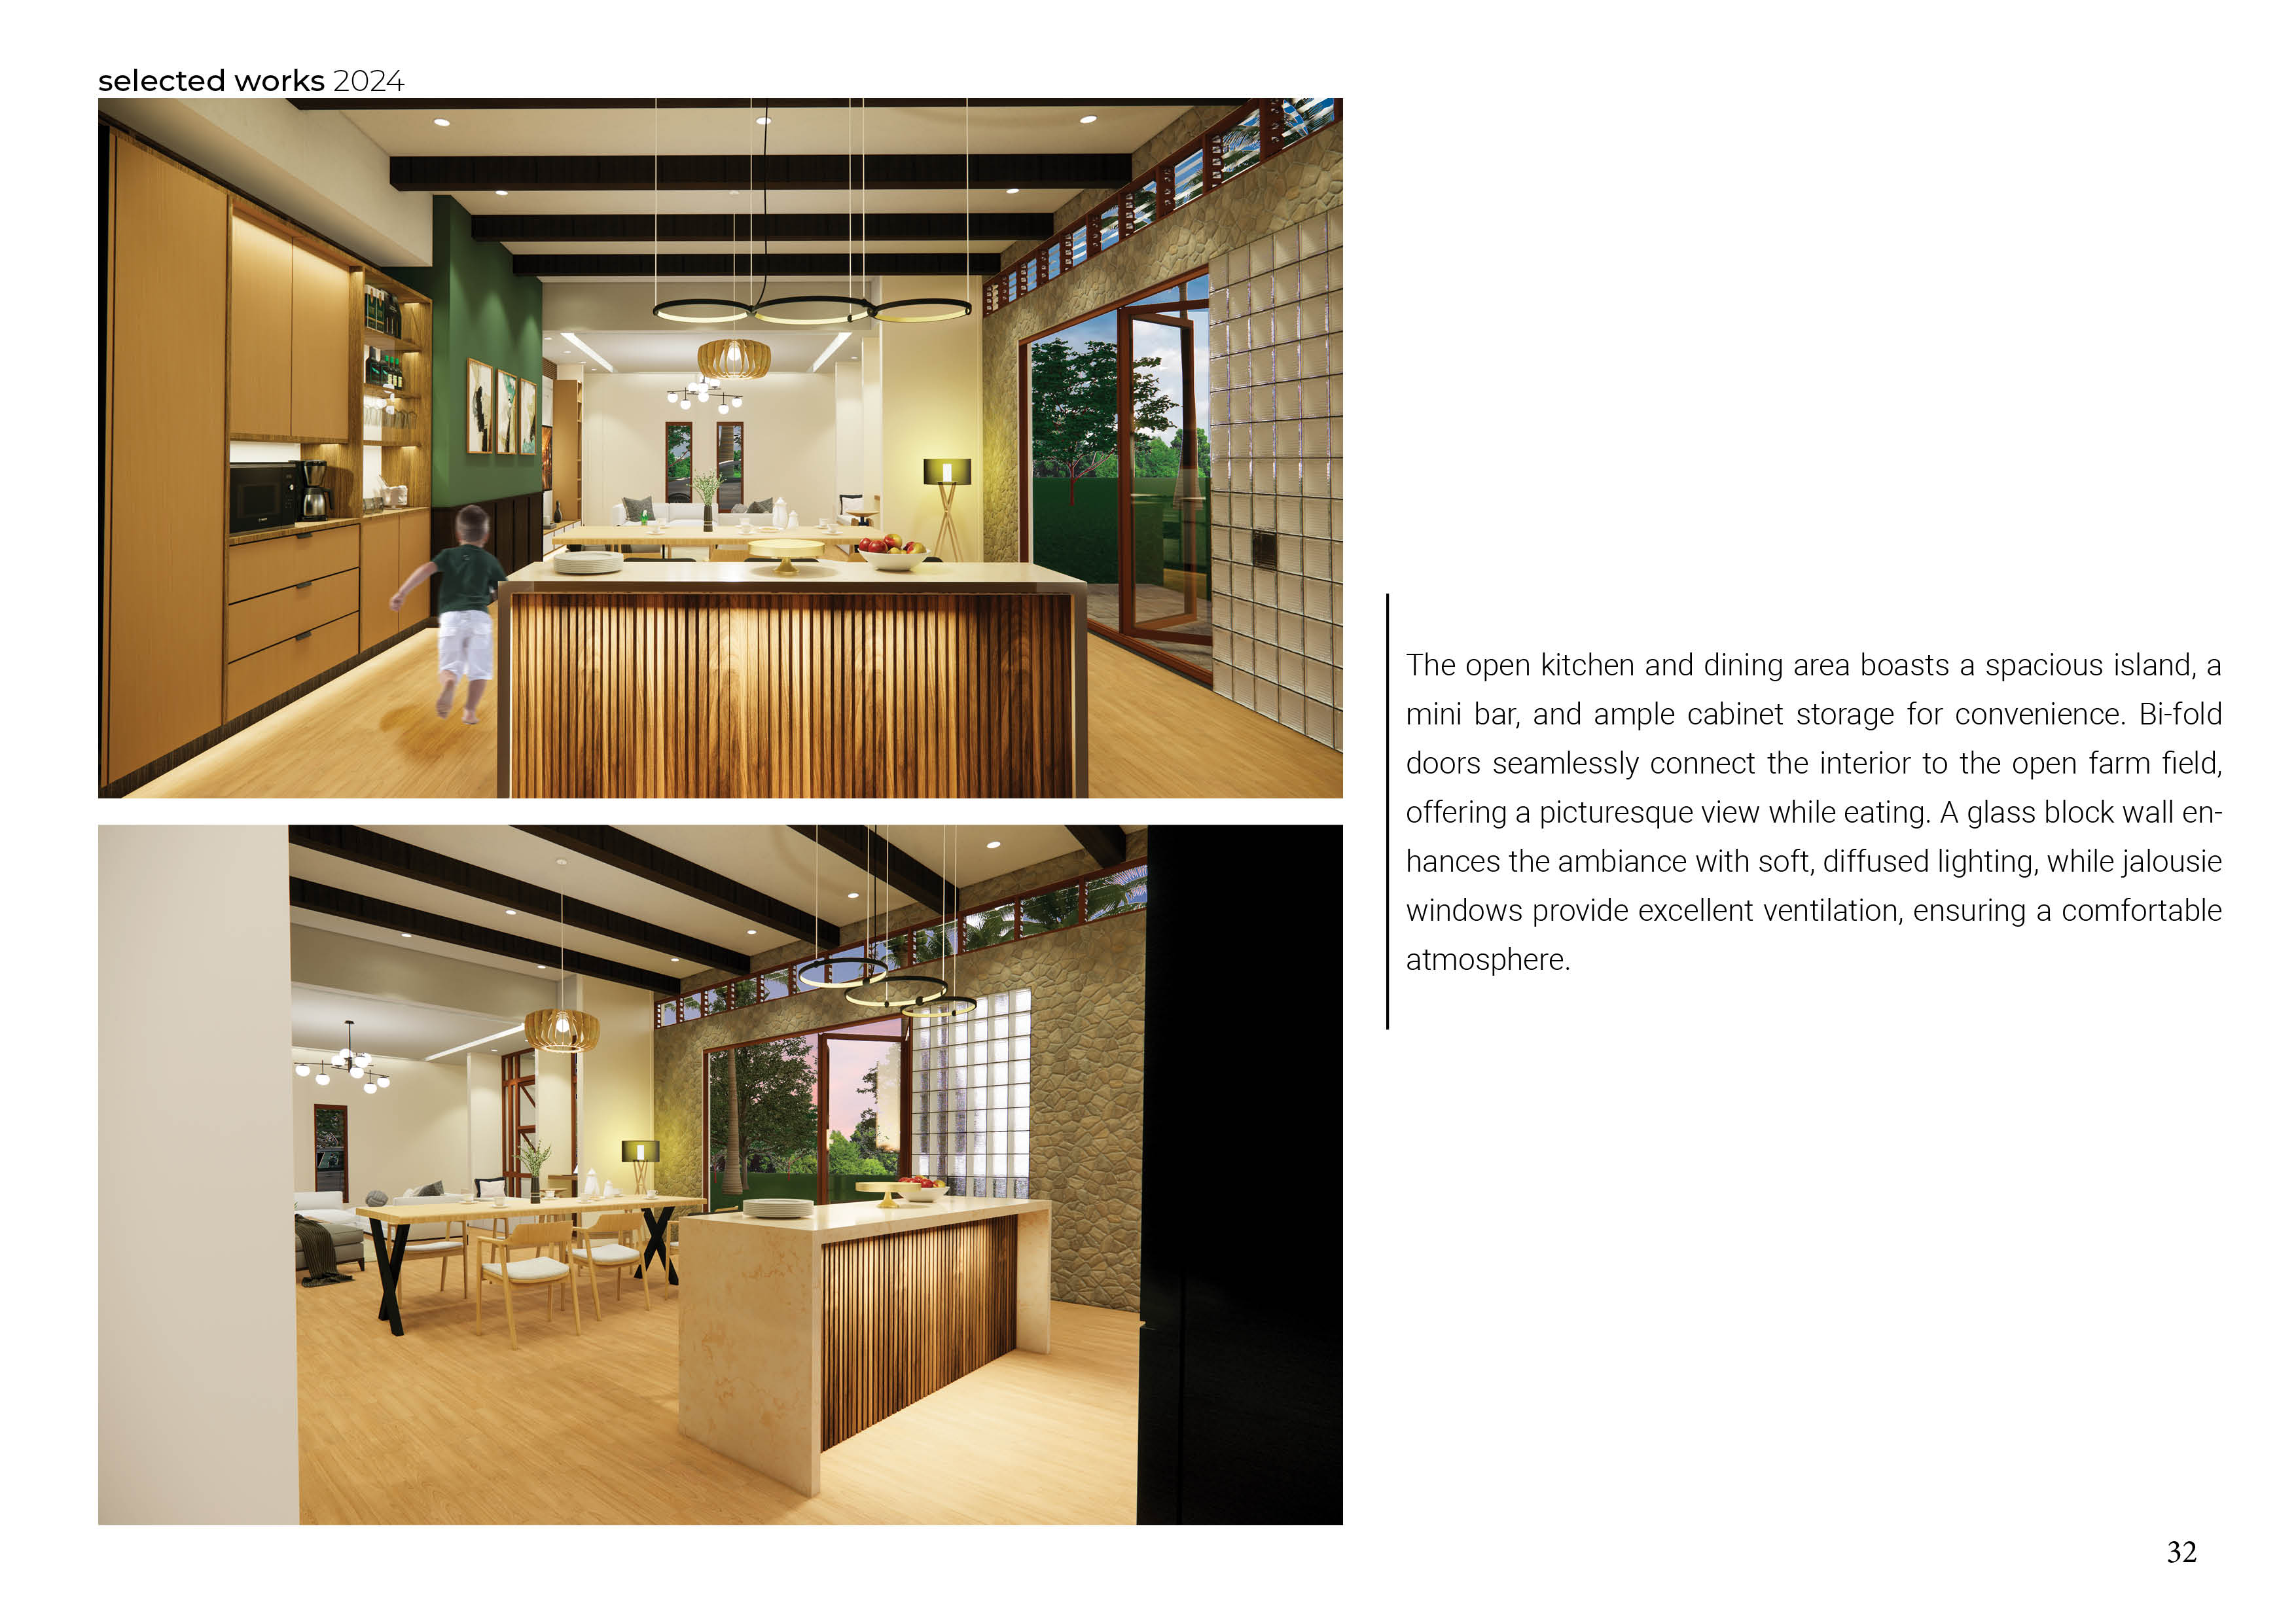 selected works 2024
The open kitchen and dining area boasts a spacious island, a
mini bar, and ample cabinet storage for convenience. Bi-fold
doors seamlessly connect the interior to the open farm field,
offering a picturesque view while eating. A glass block wall en-
hances the ambiance with soft, diffused lighting, while jalousie
windows provide excellent ventilation, ensuring a comfortable
atmosphere.
32